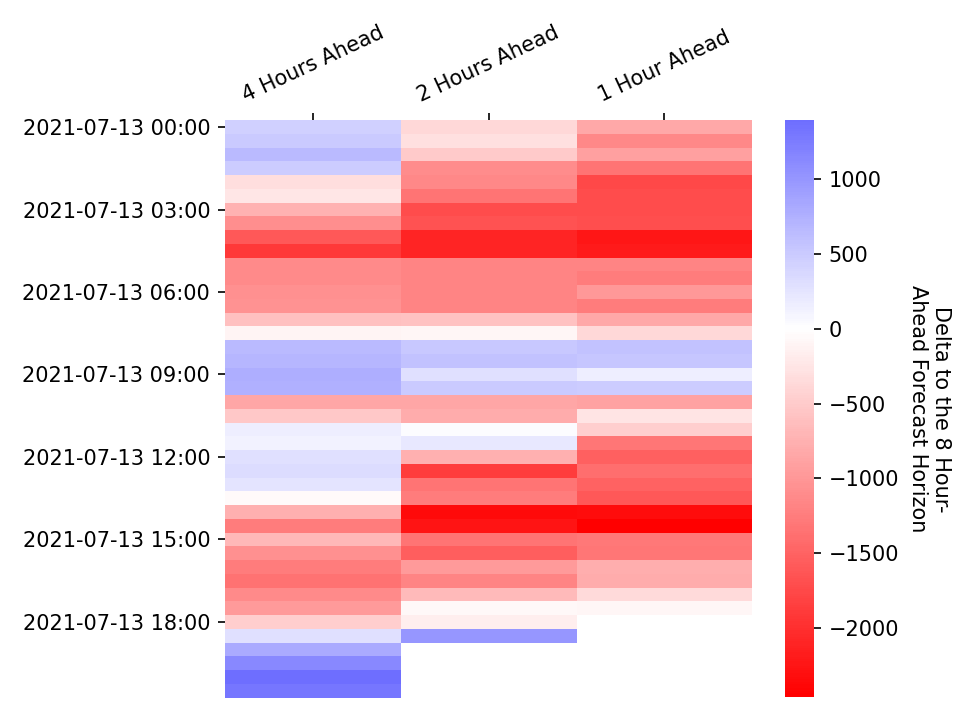 4 Hours Ahead
2 Hours Ahead
1 Hour Ahead
2021-07-13 00:00
2021-07-13 03:00
2021-07-13 06:00
2021-07-13 09:00
2021-07-13 12:00
2021-07-13 15:00
2021-07-13 18:00
1000
500
0
−500
−1000
−1500
−2000
Delta to the 8 Hour-
Ahead Forecast Horizon